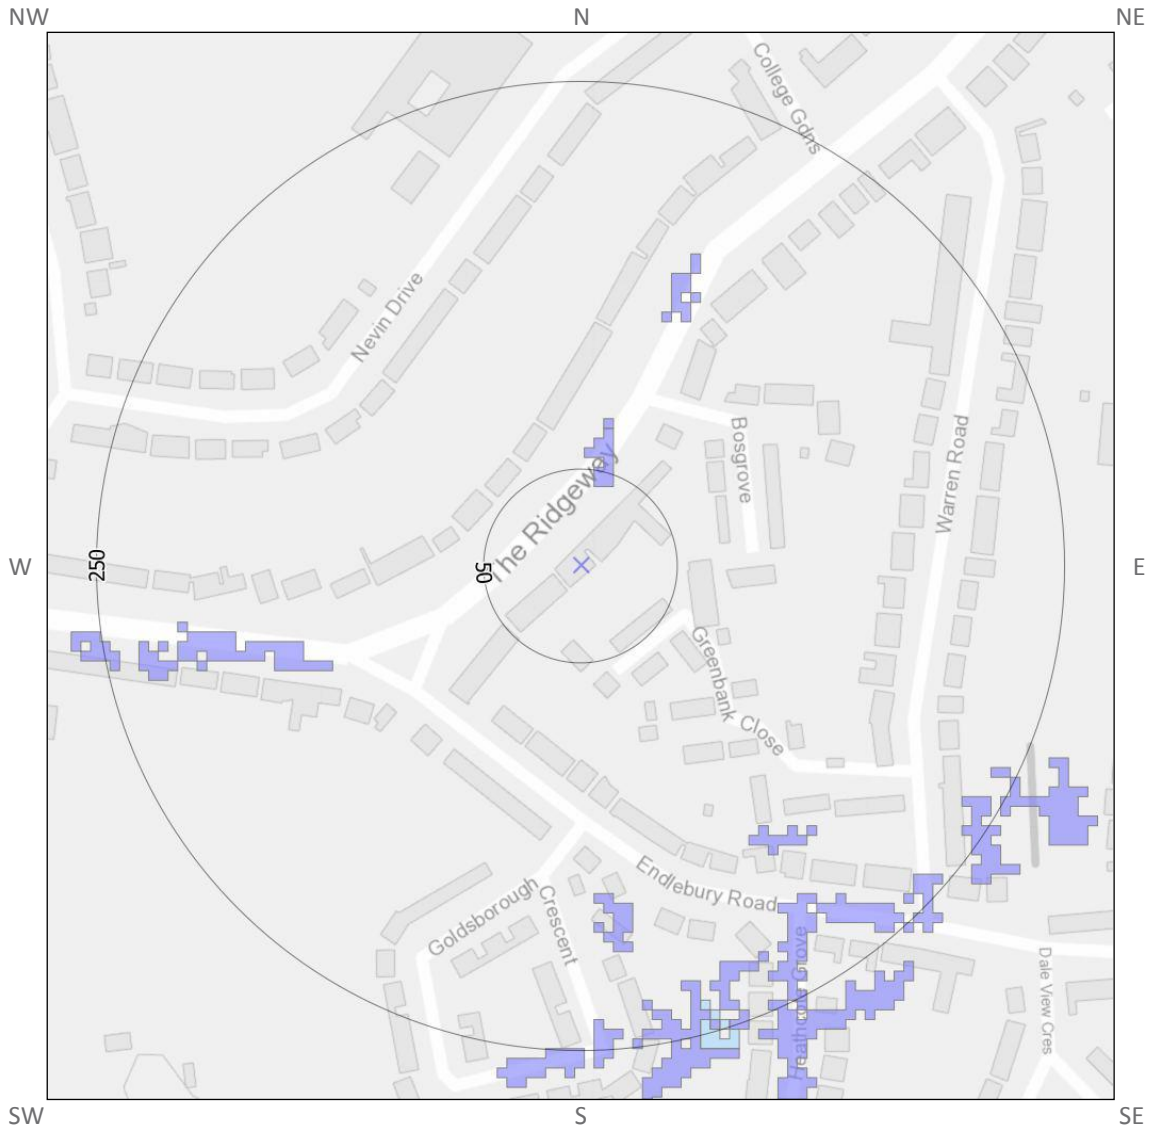 NW
N
NE
College Gdns
Nevin Drive
The Ridgeway
Bosgrove
Warren Road
W
250
50
E
Greenbank
Close
Endlebury Road
Goldsborough
Crescent
Heathcote Grove
Dale View Cres
SW
S
SE